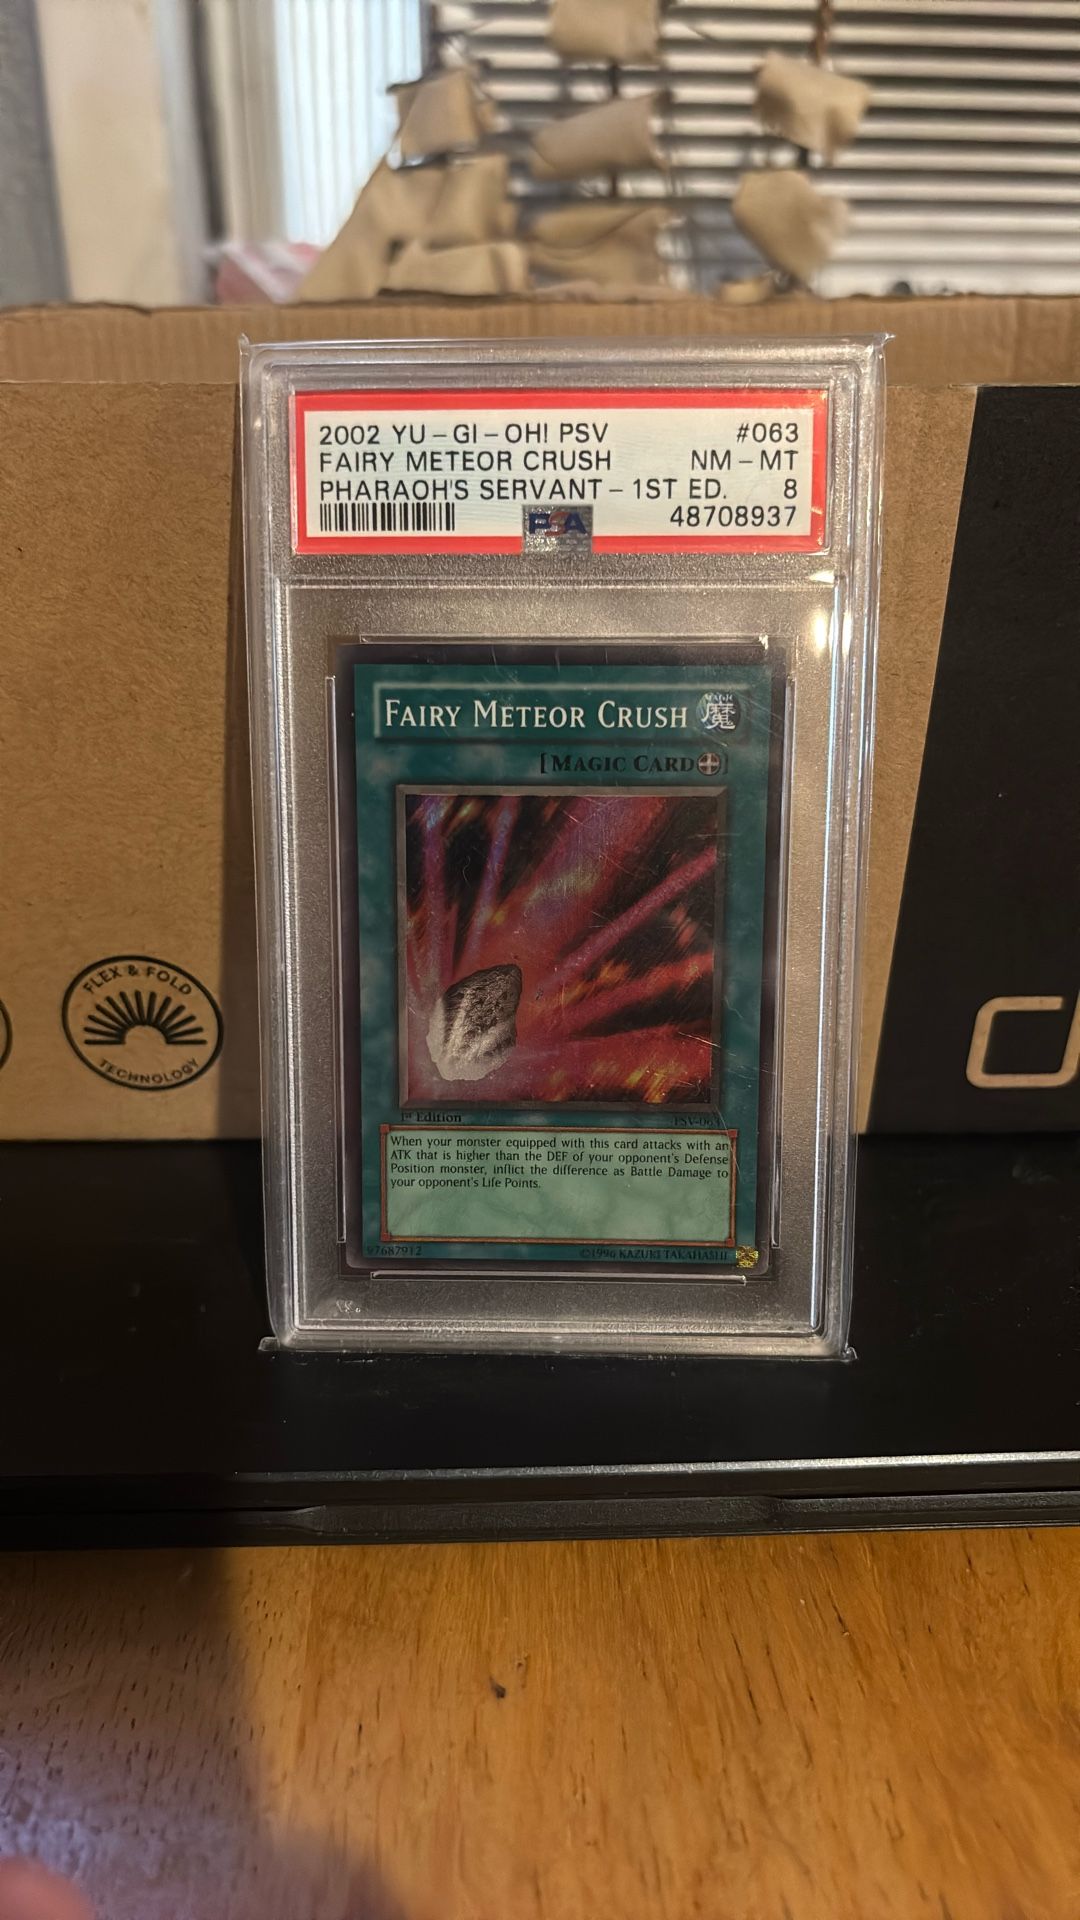 2002 YU-GI-OH! PSV #063
FAIRY METEOR CRUSH NM-MT
PHARAOH'S SERVANT-1ST ED. 8
PSA 48708937
FAIRY METEOR CRUSH
MAGIC
魔
[MAGIC CARD]
1st Edition
PSV-063
When your monster equipped with this card attacks with an
ATK that is higher than the DEF of your opponent's Defense
Position monster, inflict the difference as Battle Damage to
your opponent's Life Points.
97687912 ©1996 KAZUKI TAKAHASHI
FLEX & FOLD
TECHNOLOGY